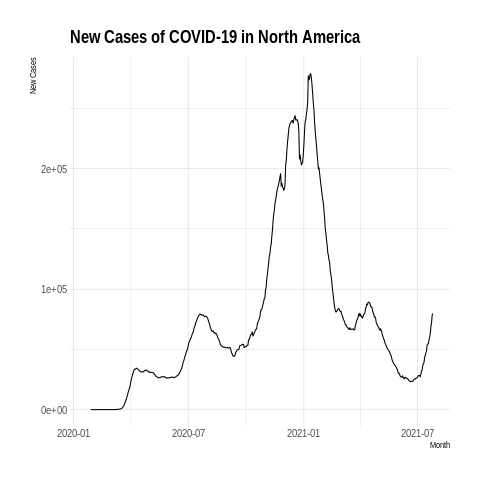 New Cases of COVID-19 in North America
New Cases
2e+05
1e+05
0e+00
2020-01 2020-07 2021-01 2021-07
Month